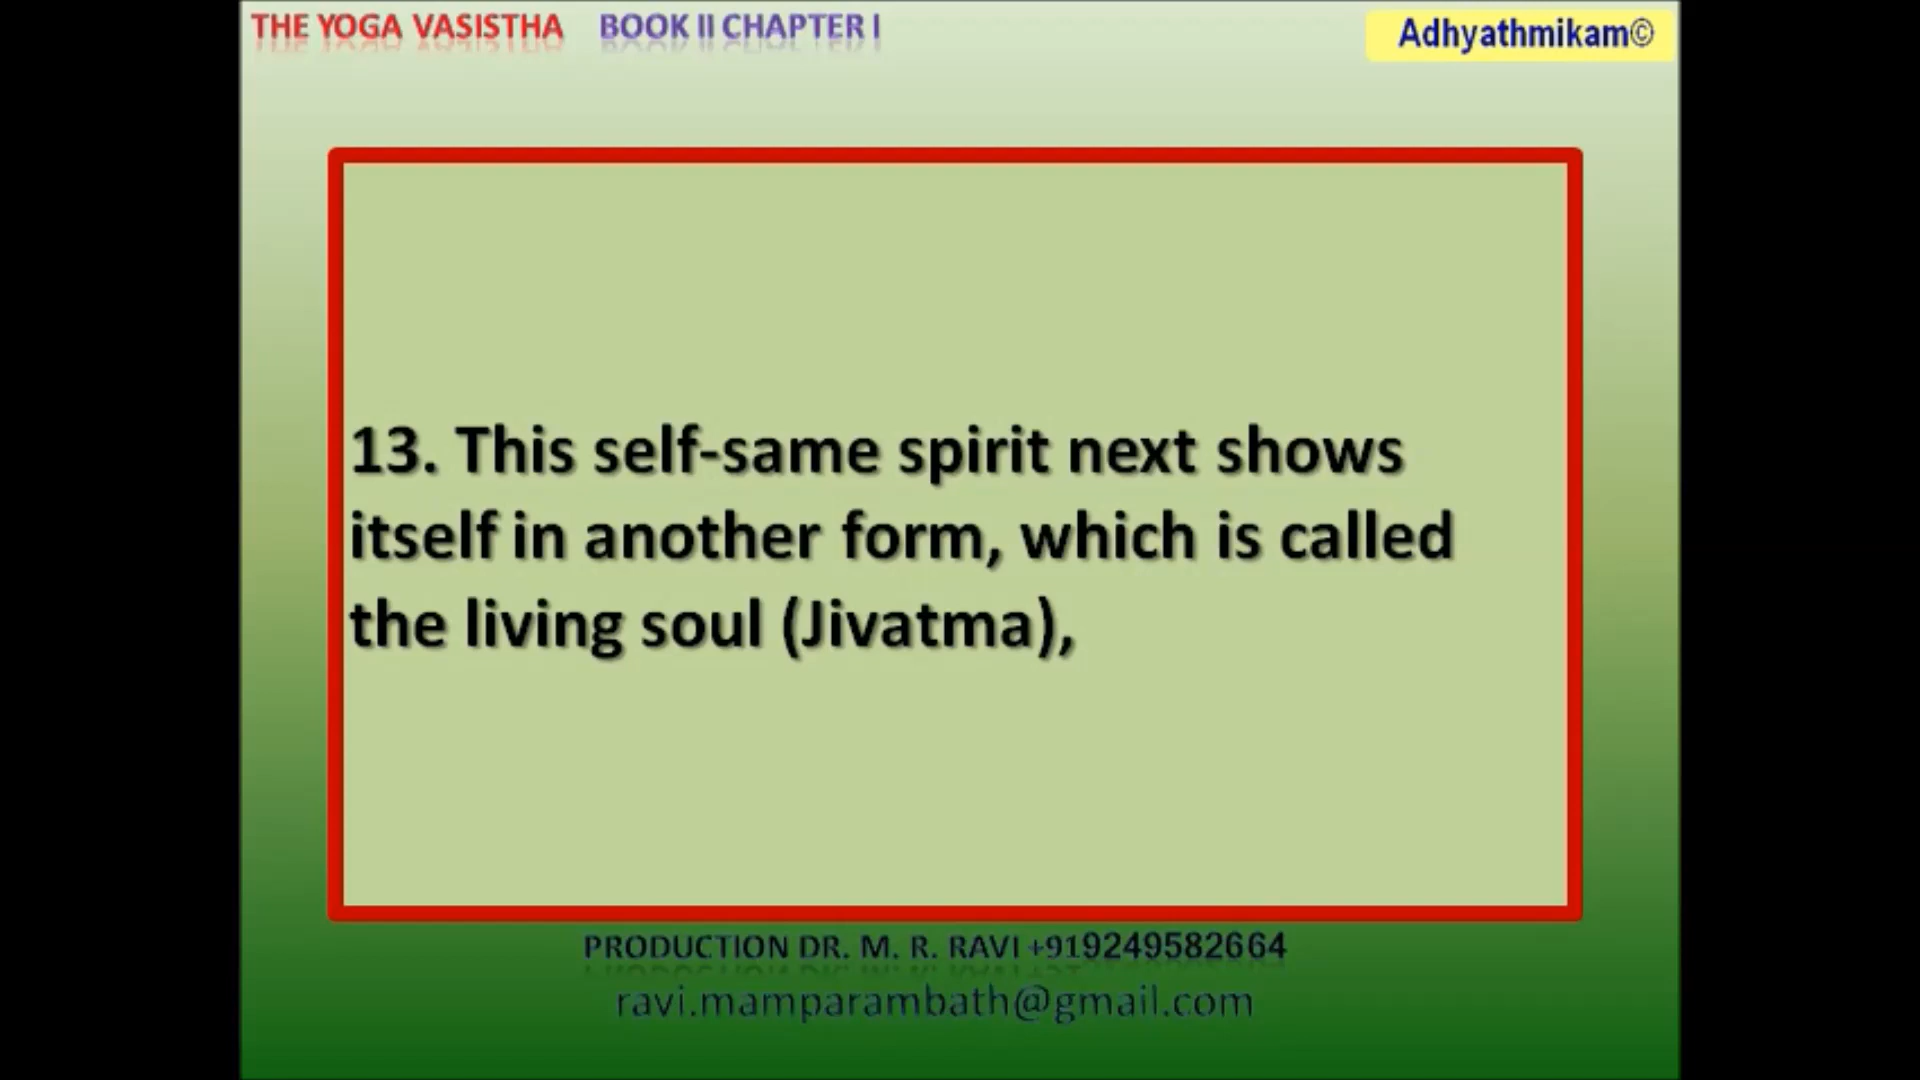 THE YOGA VASISTHA BOOK II CHAPTER I
Adhyathmikam©
13. This self-same spirit next shows
itself in another form, which is called
the living soul (Jivatma),
PRODUCTION DR. M. R. RAVI +919249582664
ravi.mamparambath@gmail.com